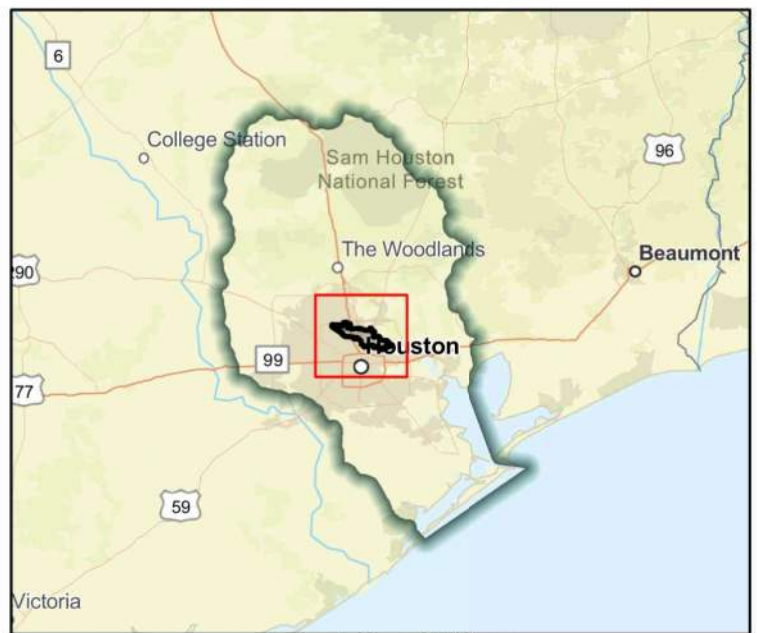 6
College Station
Sam Houston
National Forest
96
The Woodlands
Beaumont
290
Houston
99
77
59
Victoria